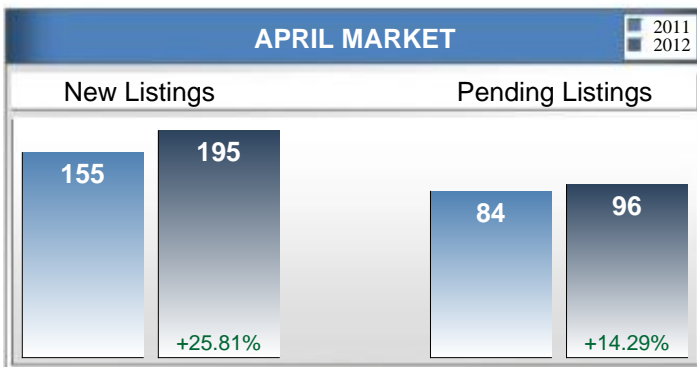 APRIL MARKET
2011
2012
New Listings
Pending Listings
155
195
84
96
+25.81%
+14.29%